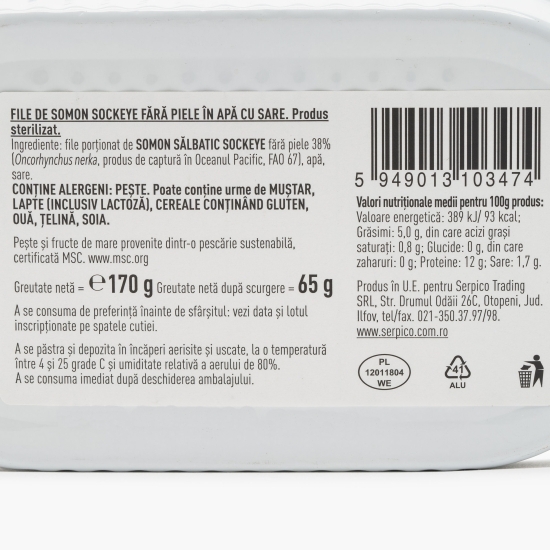 FILE DE SOMON SOCKEYE FĂRĂ PIELE ÎN APĂ CU SARE. Produs
sterilizat.
Ingrediente: file porționat de SOMON SĂLBATIC SOCKEYE fără piele 38%
(Oncorhynchus nerka, produs de captură în Oceanul Pacific, FAO 67), apă,
sare.
CONȚINE ALERGENI: PEȘTE. Poate conține urme de MUȘTAR,
LAPTE (INCLUSIV LACTOZĂ), CEREALE CONȚINÂND GLUTEN,
OUĂ, ȚELINĂ, SOIA.
Pește și fructe de mare provenite dintr-o pescărie sustenabilă,
certificată MSC. www.msc.org
Greutate netă = ℮ 170 g Greutate netă după scurgere = 65 g
A se consuma de preferință înainte de sfârșitul: vezi data și lotul
inscripționate pe spatele cutiei.
A se păstra și depozita în încăperi aerisite și uscate, la o temperatură
între 4 și 25 grade C și umiditate relativă a aerului de 80%.
A se consuma imediat după deschiderea ambalajului.
5 949013 103474
Valori nutriționale medii pentru 100g produs:
Valoare energetică: 389 kJ/ 93 kcal;
Grăsimi: 5,0 g, din care acizi grași
saturați: 0,8 g; Glucide: 0 g, din care
zaharuri: 0 g; Proteine: 12 g; Sare: 1,7 g.
Produs în U.E. pentru Serpico Trading
SRL, Str. Drumul Odăii 26C, Otopeni, Jud.
Ilfov, tel/fax. 021-350.37.97/98.
www.serpico.com.ro
PL
12011804
WE
41
ALU